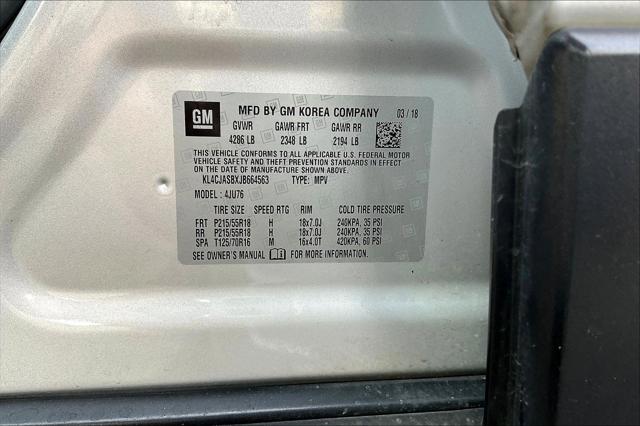 GM
MFD BY GM KOREA COMPANY 03/18
GVWR GAWR FRT GAWR RR
4286 LB 2348 LB 2194 LB
THIS VEHICLE CONFORMS TO ALL APPLICABLE U.S. FEDERAL MOTOR
VEHICLE SAFETY AND THEFT PREVENTION STANDARDS IN EFFECT ON
THE DATE OF MANUFACTURE SHOWN ABOVE.
KL4CJASBXJB664563 TYPE: MPV
MODEL: 4JU76
TIRE SIZE SPEED RTG RIM COLD TIRE PRESSURE
FRT P215/55R18 H 18x7.0J 240KPA, 35 PSI
RR P215/55R18 H 18x7.0J 240KPA, 35 PSI
SPA T125/70R16 M 16x4.0T 420KPA, 60 PSI
SEE OWNER'S MANUAL FOR MORE INFORMATION.